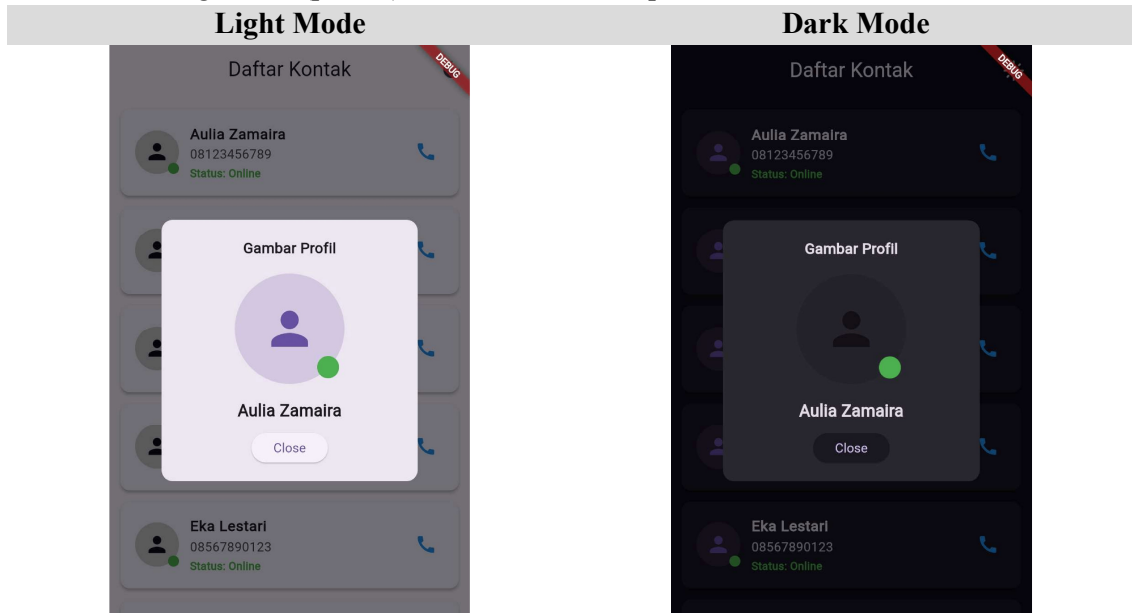 Light Mode
Dark Mode
Daftar Kontak
DEBUG
Aulia Zamaira
08123456789
Status: Online
Gambar Profil
Aulia Zamaira
Close
Eka Lestari
08567890123
Status: Online
Daftar Kontak
DEBUG
Aulia Zamaira
08123456789
Status: Online
Gambar Profil
Aulia Zamaira
Close
Eka Lestari
08567890123
Status: Online